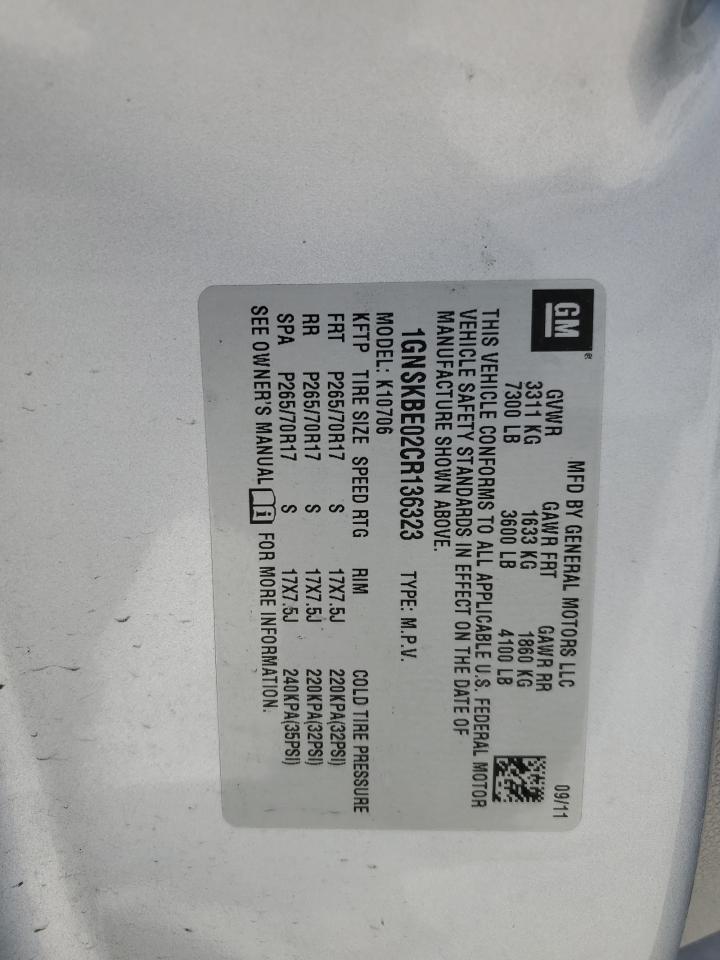 GM
®
MFD BY GENERAL MOTORS LLC 09/11
GVWR GAWR FRT GAWR RR
3311 KG 1633 KG 1860 KG
7300 LB 3600 LB 4100 LB
THIS VEHICLE CONFORMS TO ALL APPLICABLE U.S. FEDERAL MOTOR
VEHICLE SAFETY STANDARDS IN EFFECT ON THE DATE OF
MANUFACTURE SHOWN ABOVE.
1GNSKBE02CR136323 TYPE: M.P.V.
MODEL: K10706
KFTP TIRE SIZE SPEED RTG RIM COLD TIRE PRESSURE
FRT P265/70R17 S 17X7.5J 220KPA(32PSI)
RR P265/70R17 S 17X7.5J 220KPA(32PSI)
SPA P265/70R17 S 17X7.5J 240KPA(35PSI)
SEE OWNER'S MANUAL i FOR MORE INFORMATION.